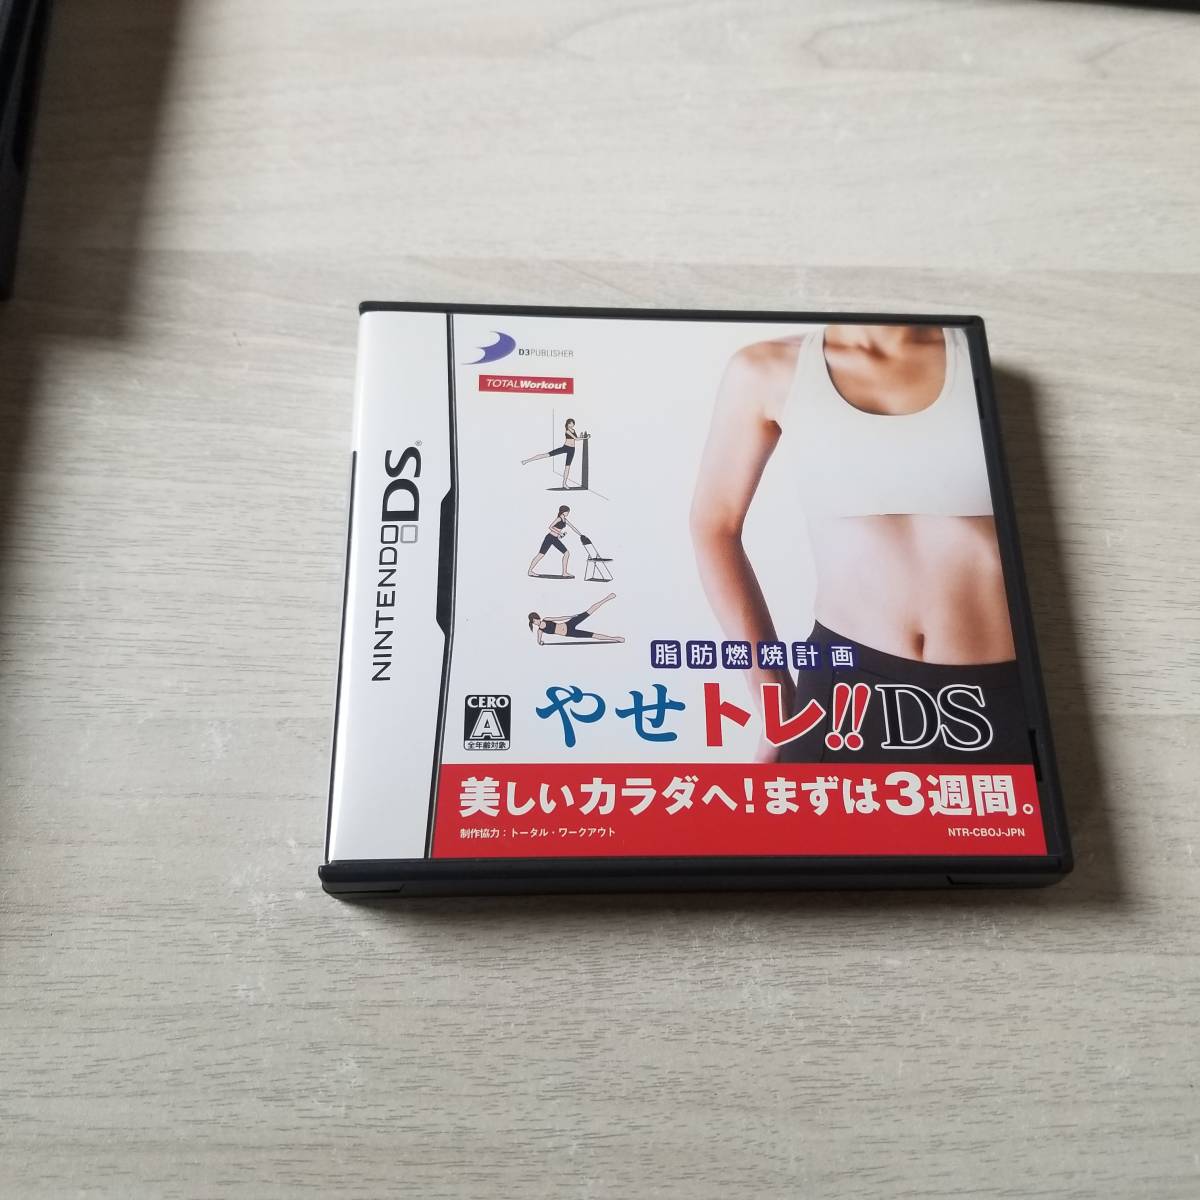 D3PUBLISHER
TOTAL Workout
NINTENDO DS®
脂肪燃焼計画
やせトレ!!DS
CERO
A
全年齢対象
美しいカラダへ!まずは3週間。
制作協力:トータル・ワークアウト
NTR-CBOJ-JPN